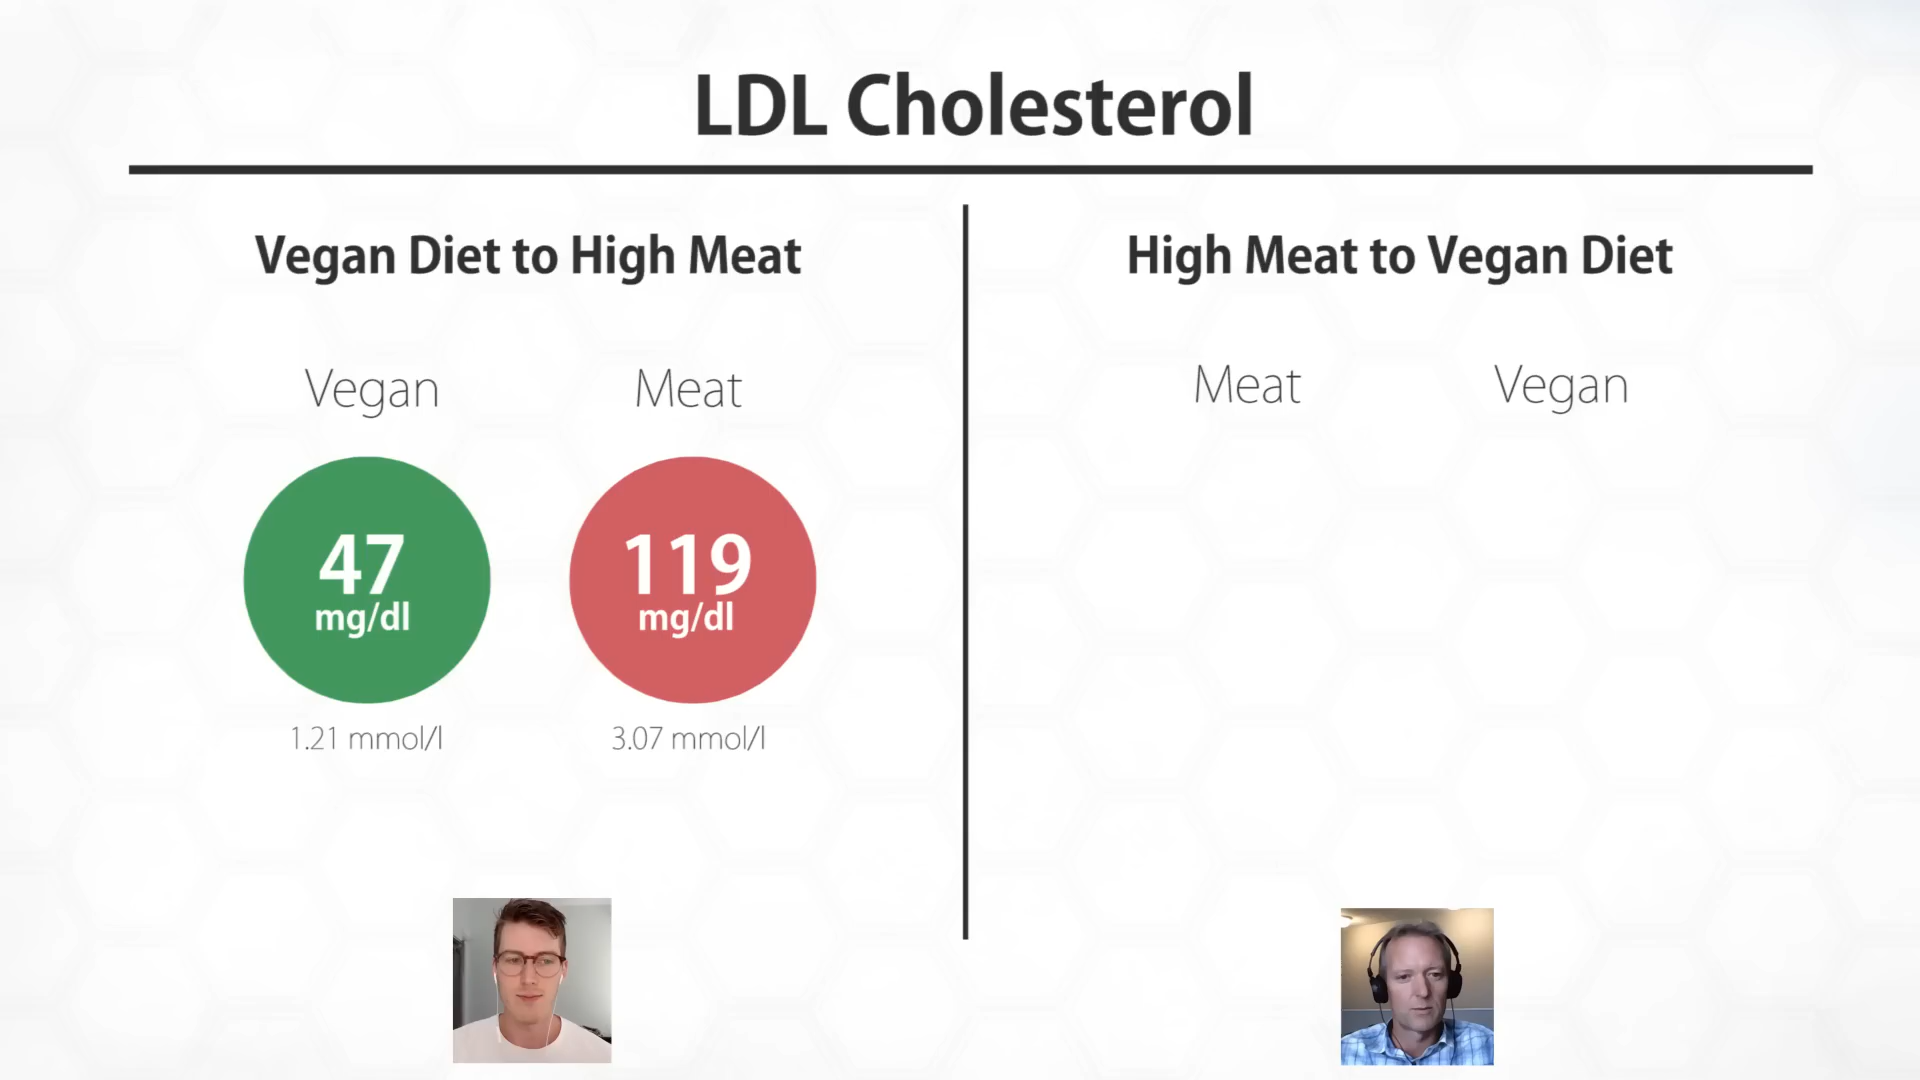 LDL Cholesterol
Vegan Diet to High Meat
Vegan Meat
47 mg/dl
119 mg/dl
1.21 mmol/l
3.07 mmol/l
High Meat to Vegan Diet
Meat Vegan